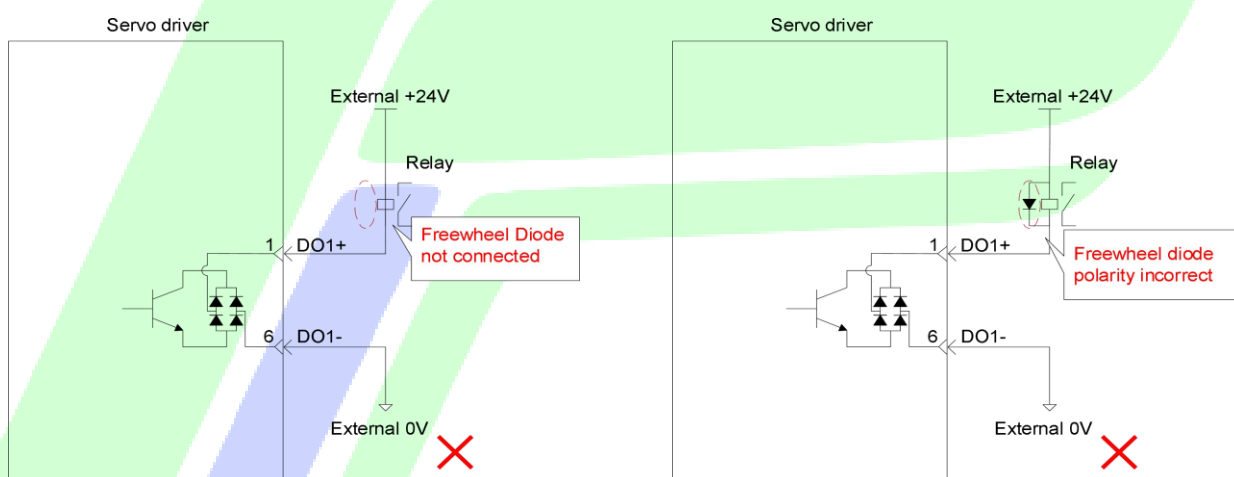 Servo driver
External +24V
Relay
Freewheel Diode
not connected
1 DO1+
6 DO1-
External 0V
Servo driver
External +24V
Relay
Freewheel diode
polarity incorrect
1 DO1+
6 DO1-
External 0V